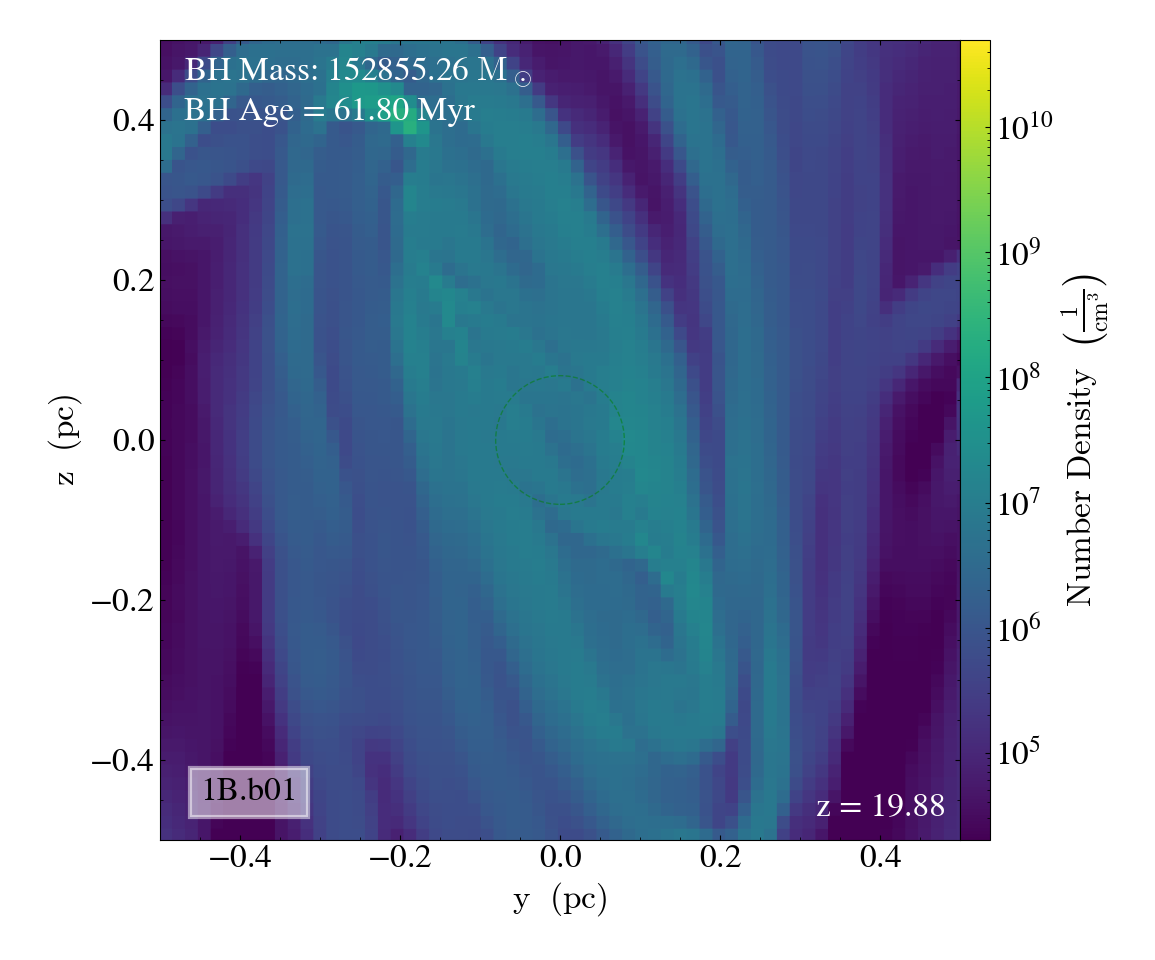 BH Mass: 152855.26 M⊙
BH Age = 61.80 Myr
0.4
0.2
0.0
−0.2
−0.4
z (pc)
1B.b01
z = 19.88
−0.4 −0.2 0.0 0.2 0.4
y (pc)
10^10
10^9
10^8
10^7
10^6
10^5
Number Density (1/cm^3)